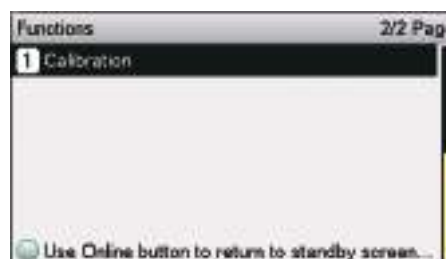 Functions 2/2 Pag
1 Calibration
Use Online button to return to standby screen...